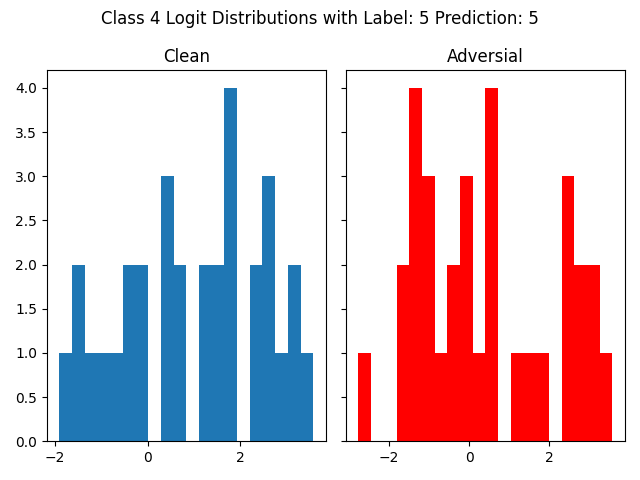 Class 4 Logit Distributions with Label: 5 Prediction: 5
Clean
Adversial
4.0
3.5
3.0
2.5
2.0
1.5
1.0
0.5
0.0
−2 0 2
−2 0 2